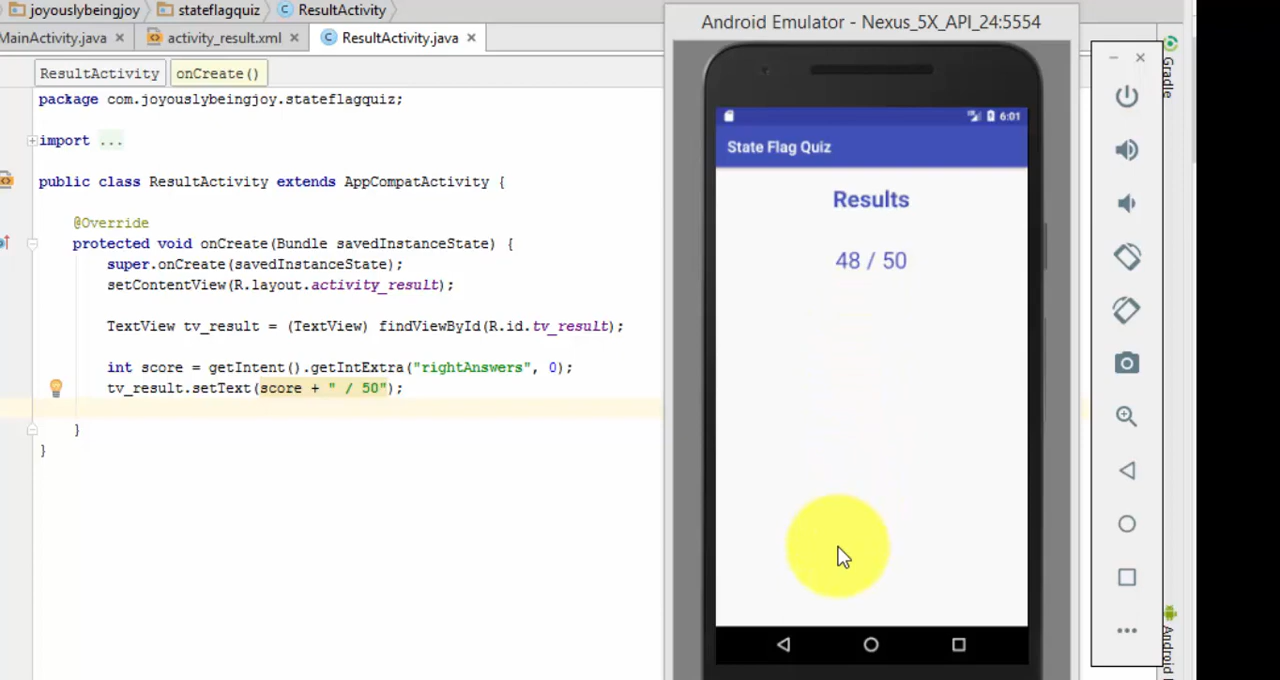 joyouslybeingjoy stateflagquiz ResultActivity
MainActivity.java activity_result.xml ResultActivity.java
ResultActivity onCreate()
package com.joyouslybeingjoy.stateflagquiz;
import ...
public class ResultActivity extends AppCompatActivity {
@Override
protected void onCreate(Bundle savedInstanceState) {
super.onCreate(savedInstanceState);
setContentView(R.layout.activity_result);
TextView tv_result = (TextView) findViewById(R.id.tv_result);
int score = getIntent().getIntExtra("rightAnswers", 0);
tv_result.setText(score + " / 50");
}
}
Android Emulator - Nexus_5X_API_24:5554
6:01
State Flag Quiz
Results
48 / 50
Gradle
Android